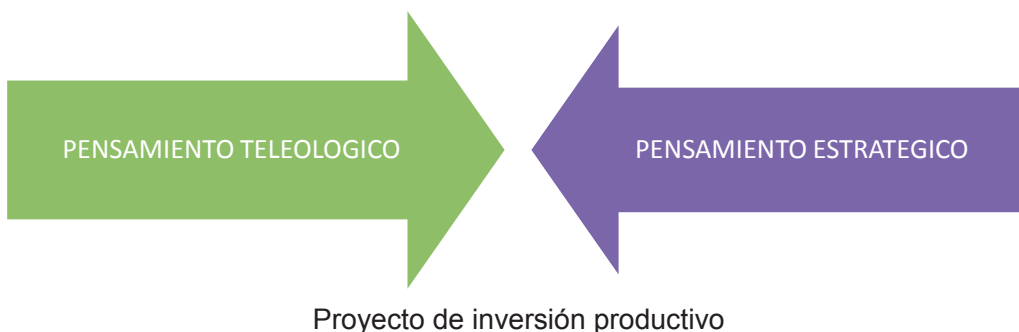 PENSAMIENTO TELEOLOGICO
PENSAMIENTO ESTRATEGICO
Proyecto de inversión productivo